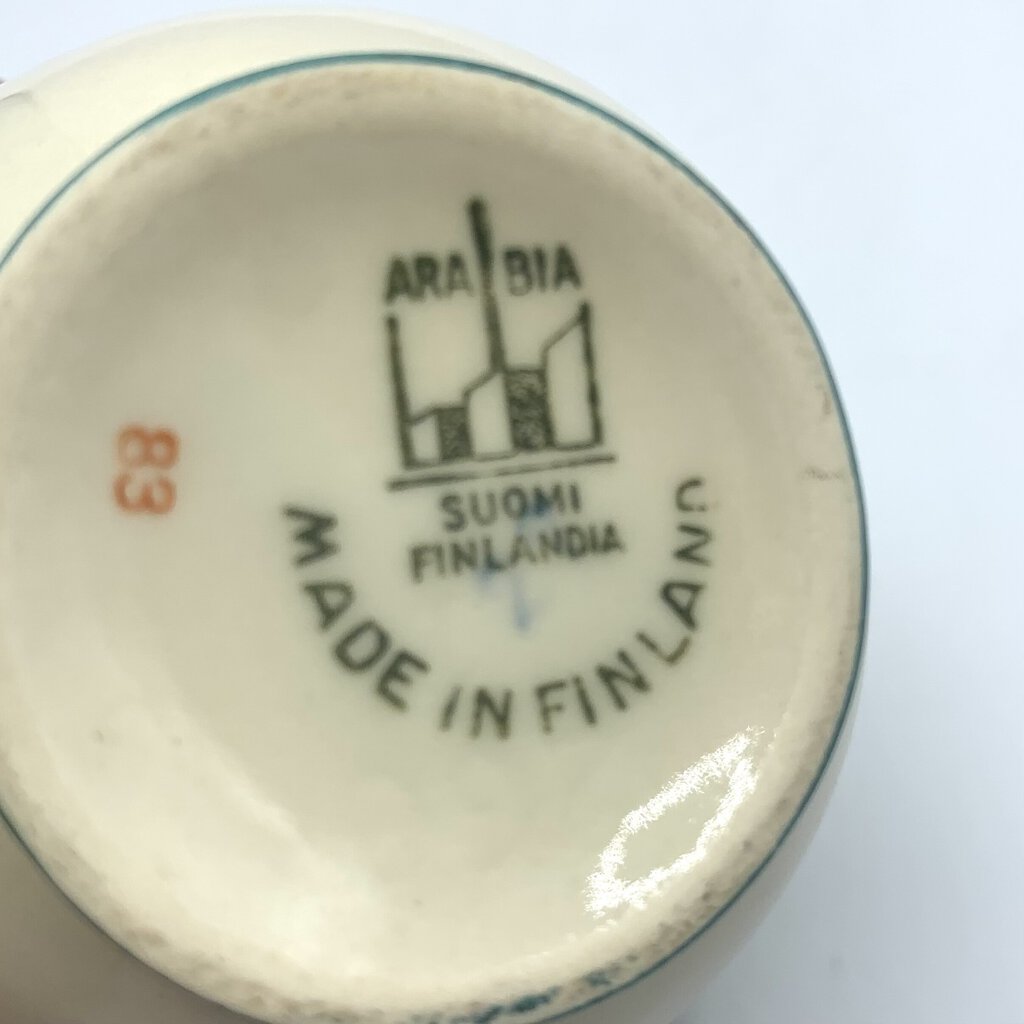 ARABIA
SUOMI
FINLANDIA
MADE IN FINLAND
83